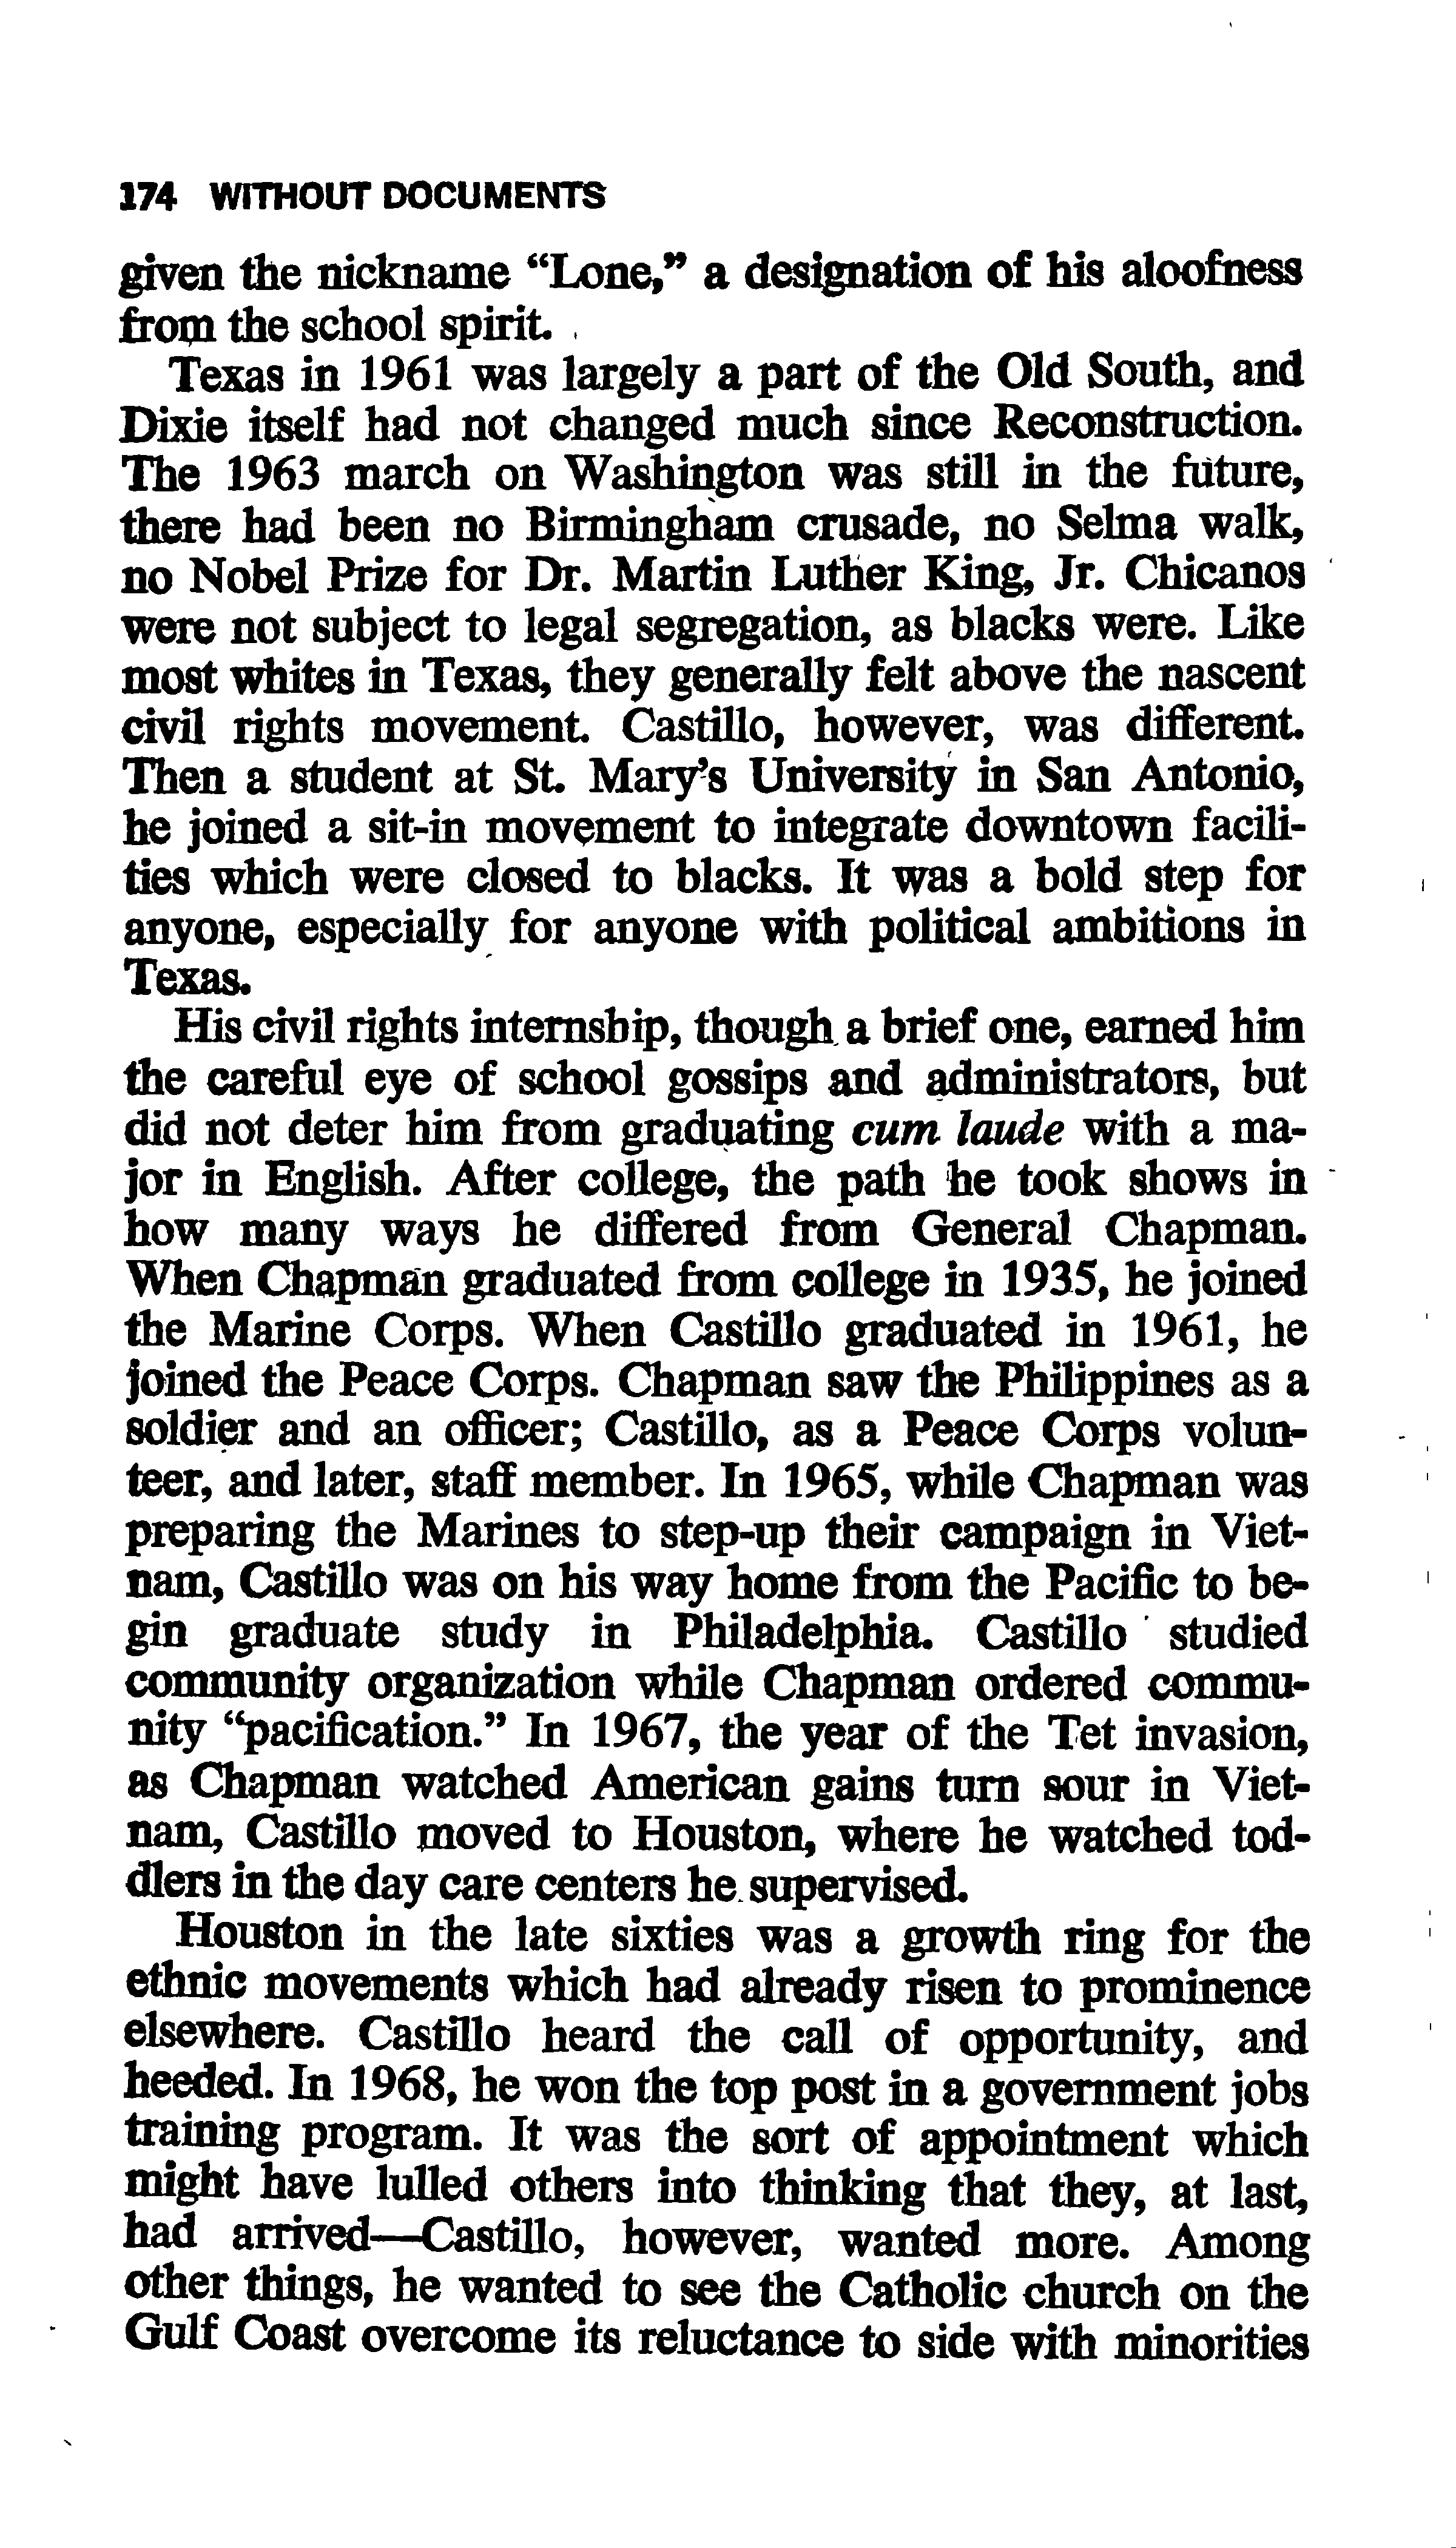 174 WITHOUT DOCUMENTS
given the nickname “Lone,” a designation of his aloofness
from the school spirit.
Texas in 1961 was largely a part of the Old South, and
Dixie itself had not changed much since Reconstruction.
The 1963 march on Washington was still in the future,
there had been no Birmingham crusade, no Selma walk,
no Nobel Prize for Dr. Martin Luther King, Jr. Chicanos
were not subject to legal segregation, as blacks were. Like
most whites in Texas, they generally felt above the nascent
civil rights movement. Castillo, however, was different.
Then a student at St. Mary’s University in San Antonio,
he joined a sit-in movement to integrate downtown facili-
ties which were closed to blacks. It was a bold step for
anyone, especially for anyone with political ambitions in
Texas.
His civil rights internship, though a brief one, earned him
the careful eye of school gossips and administrators, but
did not deter him from graduating cum laude with a ma-
jor in English. After college, the path he took shows in
how many ways he differed from General Chapman.
When Chapman graduated from college in 1935, he joined
the Marine Corps. When Castillo graduated in 1961, he
joined the Peace Corps. Chapman saw the Philippines as a
soldier and an officer; Castillo, as a Peace Corps volun-
teer, and later, staff member. In 1965, while Chapman was
preparing the Marines to step-up their campaign in Viet-
nam, Castillo was on his way home from the Pacific to be-
gin graduate study in Philadelphia. Castillo studied
community organization while Chapman ordered commu-
nity “pacification.” In 1967, the year of the Tet invasion,
as Chapman watched American gains turn sour in Viet-
nam, Castillo moved to Houston, where he watched tod-
dlers in the day care centers he supervised.
Houston in the late sixties was a growth ring for the
ethnic movements which had already risen to prominence
elsewhere. Castillo heard the call of opportunity, and
heeded. In 1968, he won the top post in a government jobs
training program. It was the sort of appointment which
might have lulled others into thinking that they, at last,
had arrived—Castillo, however, wanted more. Among
other things, he wanted to see the Catholic church on the
Gulf Coast overcome its reluctance to side with minorities